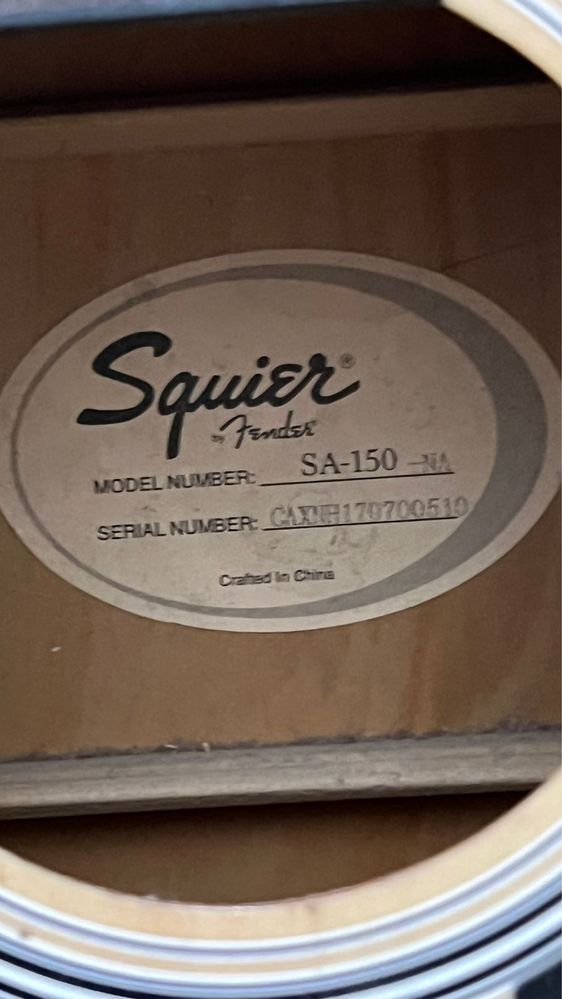 Squier®
by Fender
MODEL NUMBER: SA-150 -NA
SERIAL NUMBER:
Crafted In China